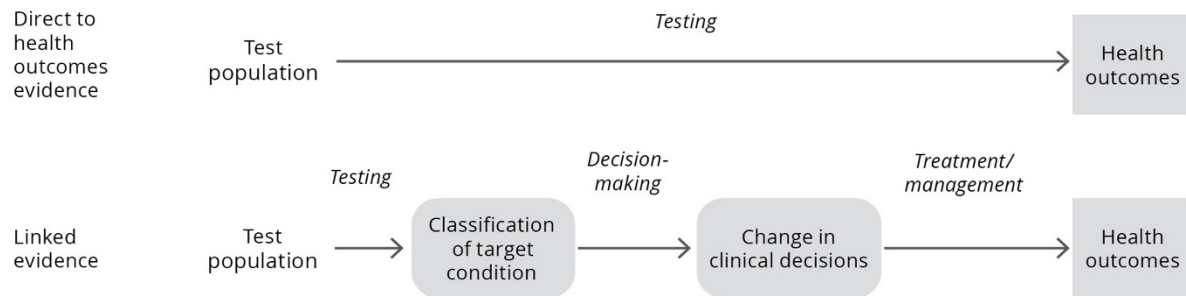 Direct to
health
outcomes
evidence
Test
population
Testing
Health
outcomes
Linked
evidence
Test
population
Testing
Classification
of target
condition
Decision-
making
Change in
clinical decisions
Treatment/
management
Health
outcomes